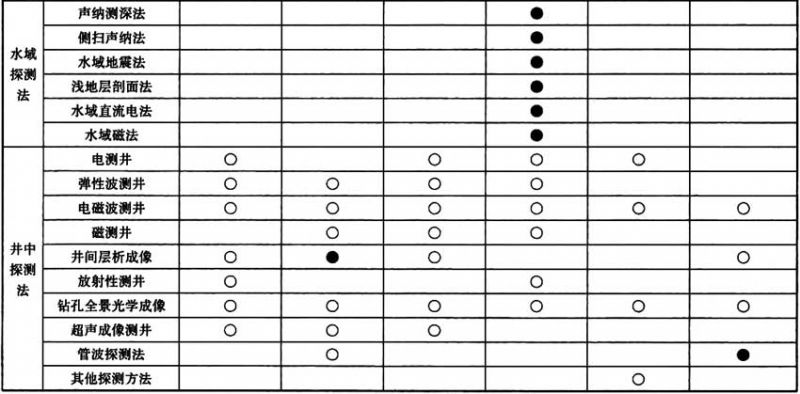 水域探测法
声纳测深法 ●
侧扫声纳法 ●
水域地震法 ●
浅地层剖面法 ●
水域直流电法 ●
水域磁法 ●
井中探测法
电测井 ○ ○ ○ ○
弹性波测井 ○ ○ ○ ○
电磁波测井 ○ ○ ○ ○ ○ ○
磁测井 ○ ○ ○
井间层析成像 ○ ● ○ ○
放射性测井 ○ ○
钻孔全景光学成像 ○ ○ ○ ○ ○ ○
超声成像测井 ○ ○ ○
管波探测法 ○ ●
其他探测方法 ○